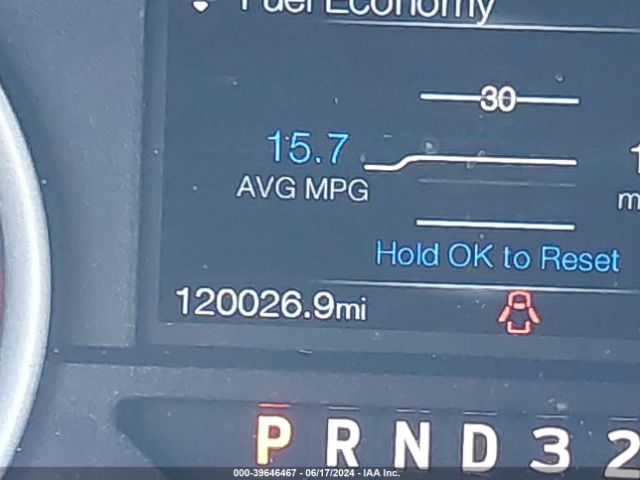 Fuel Economy
30
15.7
AVG MPG
Hold OK to Reset
120026.9mi
P R N D 3 2
000-39646467 - 06/17/2024 - IAA Inc.